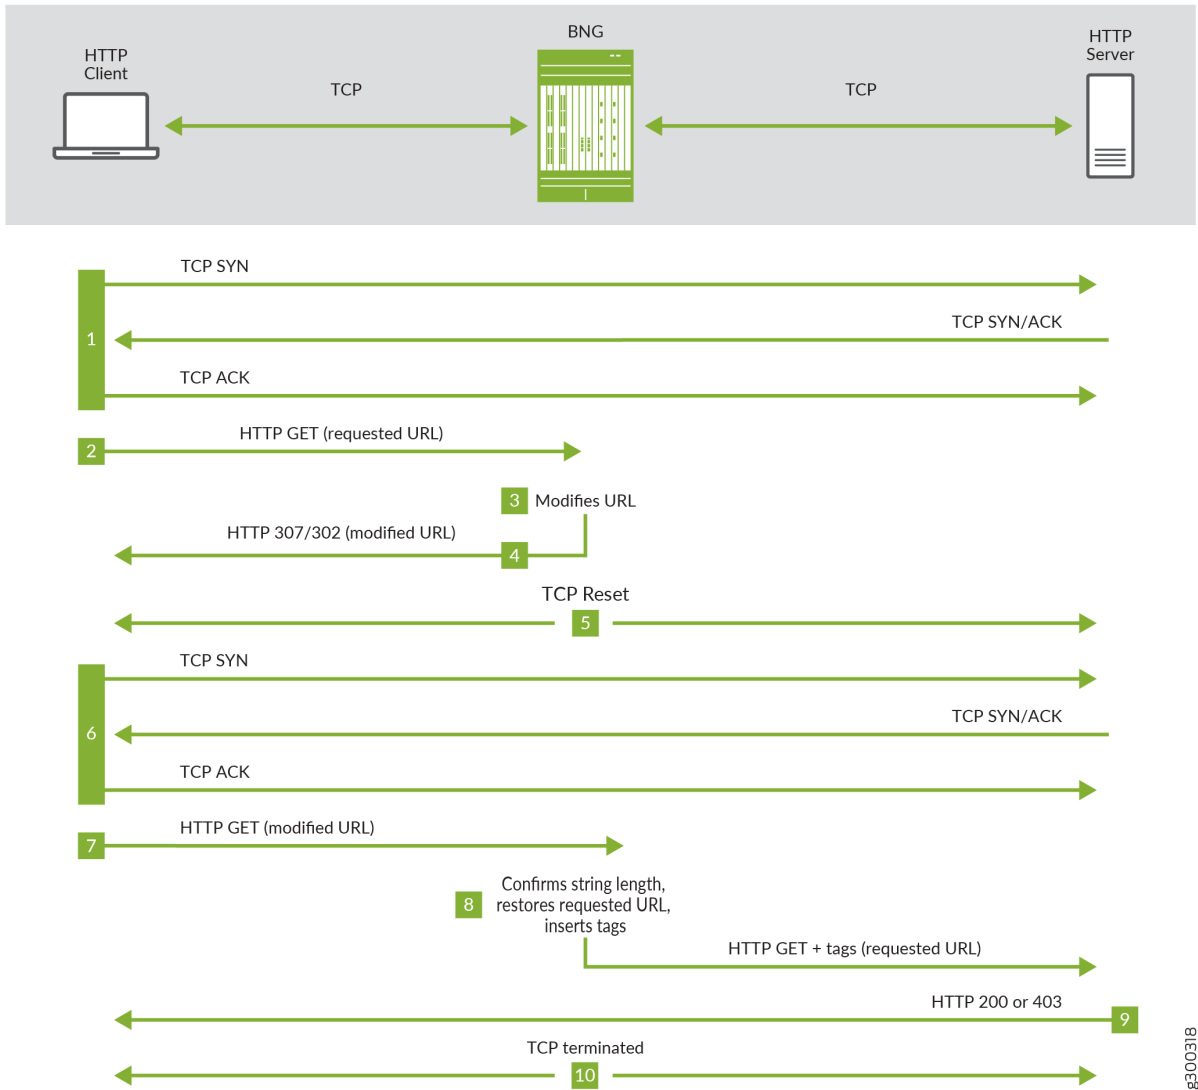 BNG
HTTP
Client
HTTP
Server
TCP
TCP
TCP SYN
TCP SYN/ACK
1
TCP ACK
HTTP GET (requested URL)
2
3 Modifies URL
HTTP 307/302 (modified URL)
4
TCP Reset
5
TCP SYN
TCP SYN/ACK
6
TCP ACK
HTTP GET (modified URL)
7
Confirms string length,
8 restores requested URL,
inserts tags
HTTP GET + tags (requested URL)
HTTP 200 or 403
9
TCP terminated
10
g300318